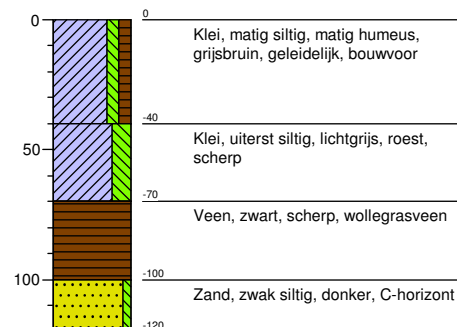 0
0
Klei, matig siltig, matig humeus,
grijsbruin, geleidelijk, bouwvoor
-40
Klei, uiterst siltig, lichtgrijs, roest,
scherp
50
-70
Veen, zwart, scherp, wollegrasveen
100
-100
Zand, zwak siltig, donker, C-horizont
-120